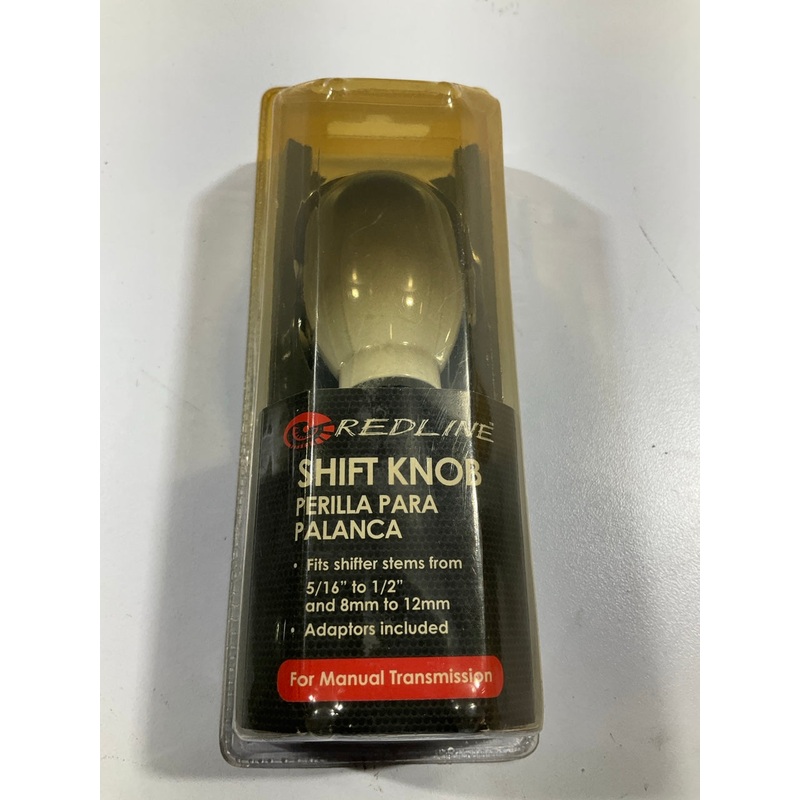 REDLINE
SHIFT KNOB
PERILLA PARA
PALANCA
• Fits shifter stems from
5/16" to 1/2"
and 8mm to 12mm
• Adaptors included
For Manual Transmission